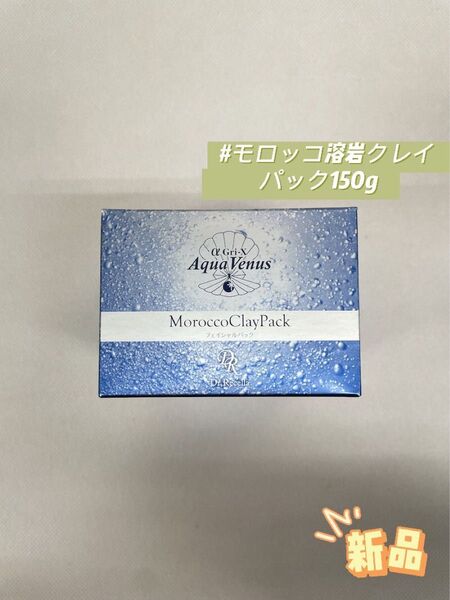 #モロッコ溶岩クレイ
パック150g
α Gri-X
Aqua Venus
MoroccoClayPack
フェイシャルパック
DR
新品